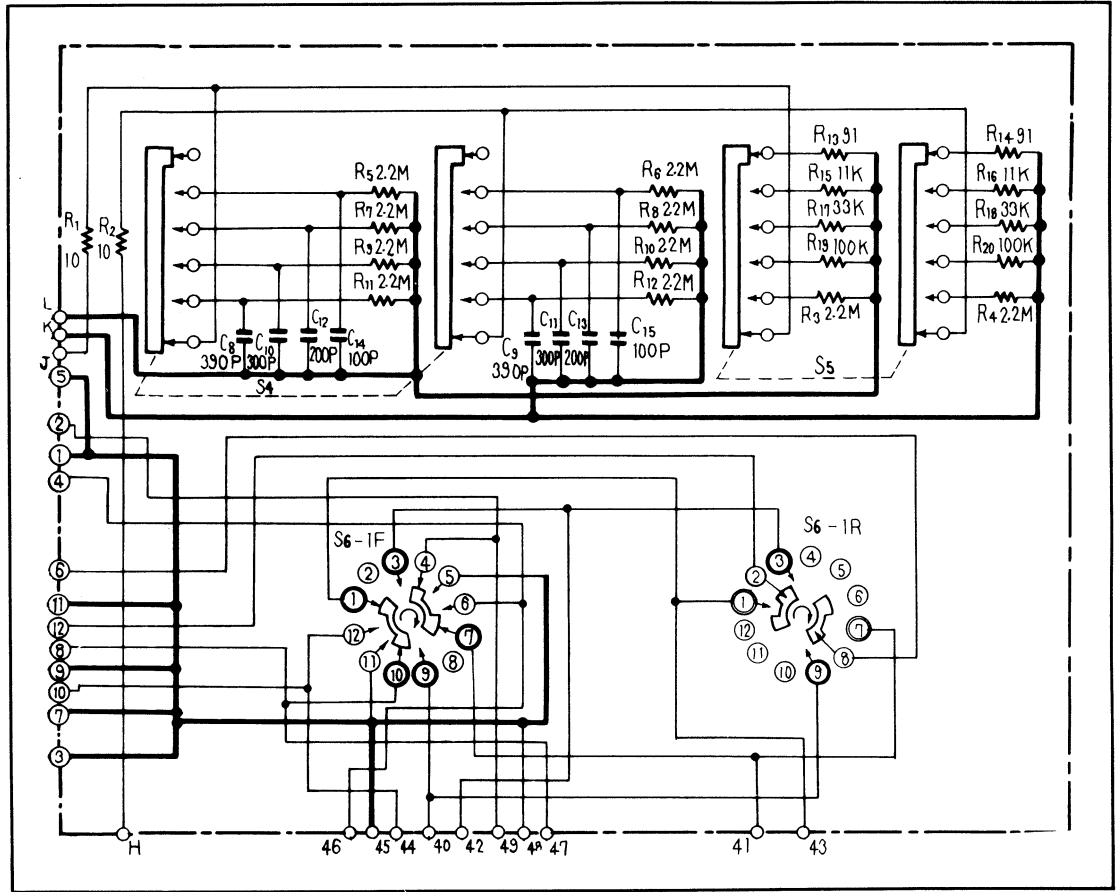 R13 91
R14 91
R5 2.2M
R6 2.2M
R15 11K
R16 11K
R7 2.2M
R8 2.2M
R17 33K
R18 33K
R1
10
R2
10
R9 2.2M
R10 2.2M
R19 100K
R20 100K
R11 2.2M
R12 2.2M
R3 2.2M
R4 2.2M
L
K
J
C8
390P
C10
300P
C12
200P
C14
100P
C9
390P
C11
300P
C13
200P
C15
100P
S4
S5
5
2
1
4
6
11
12
8
9
10
7
3
S6-1F
1
2
3
4
5
6
7
8
9
10
11
12
S6-1R
1
2
3
4
5
6
7
8
9
10
11
12
H
46
45
44
40
42
49
48
47
41
43